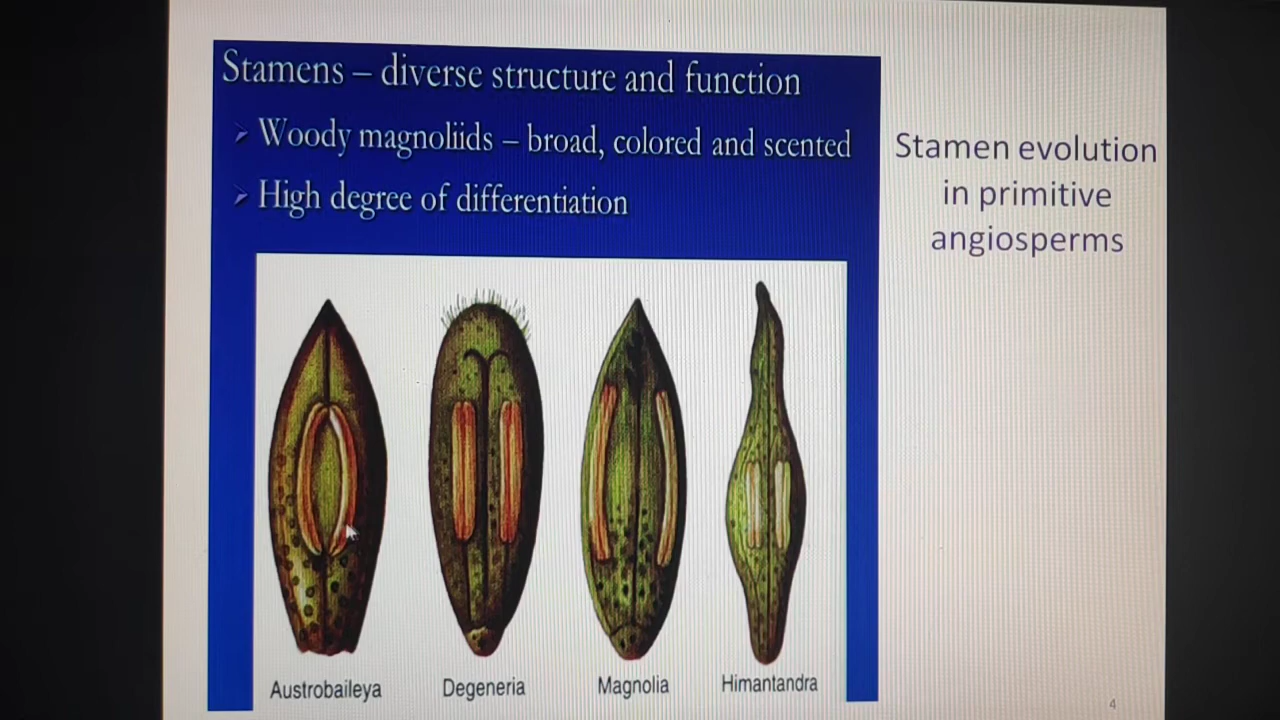 Stamens – diverse structure and function
Woody magnoliids – broad, colored and scented
High degree of differentiation
Stamen evolution
in primitive
angiosperms
Austrobaileya
Degeneria
Magnolia
Himantandra
4